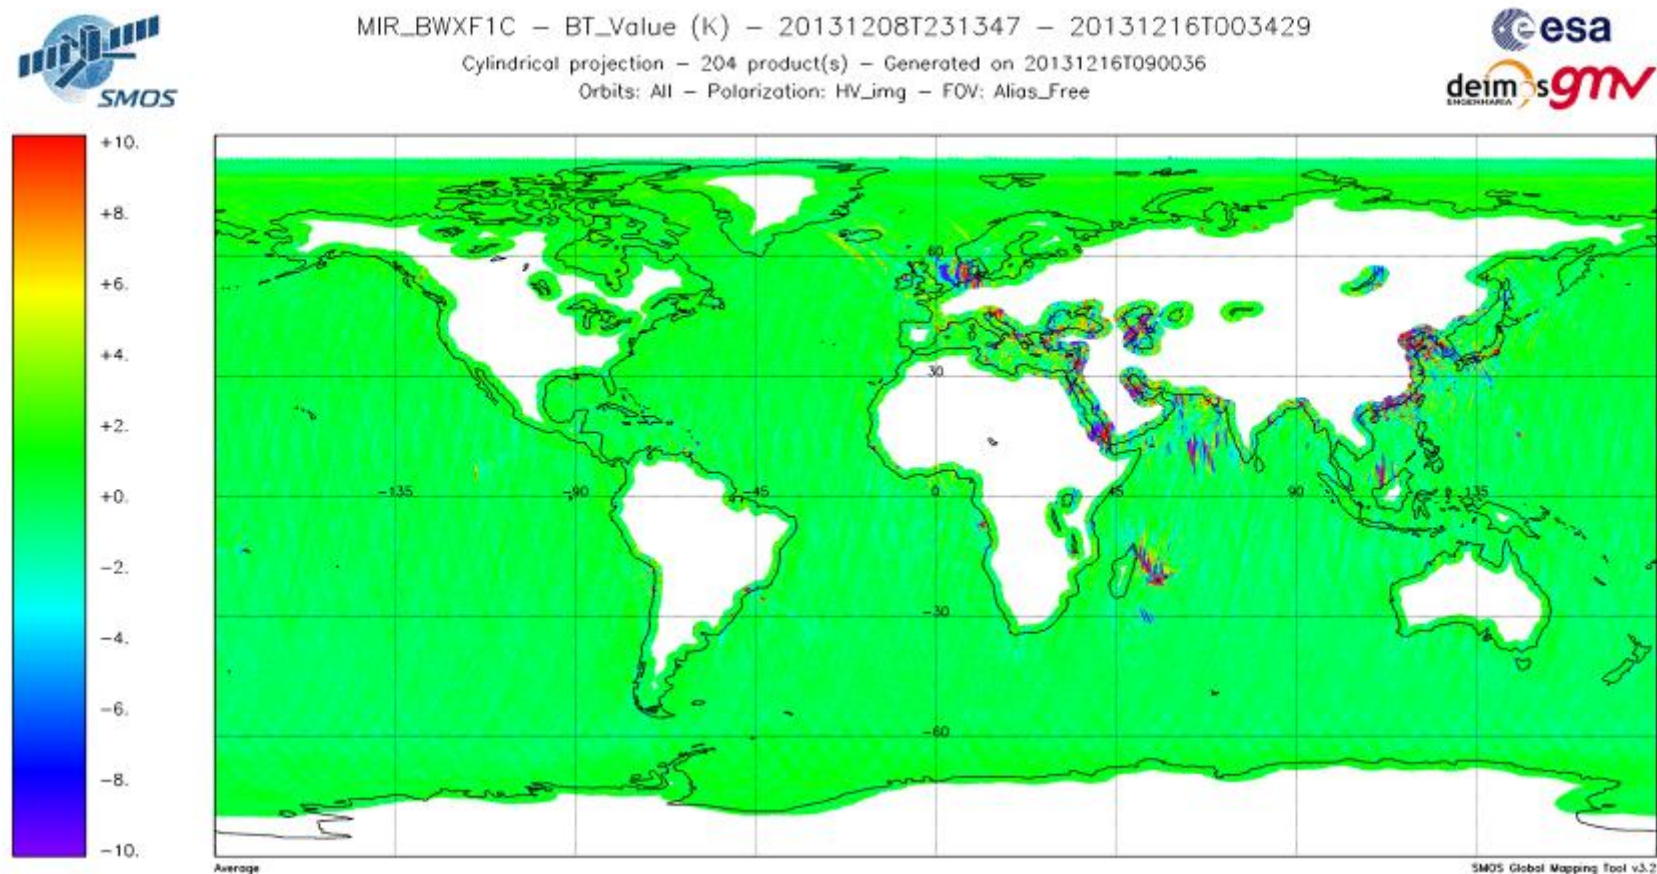 MIR_BWXF1C – BT_Value (K) – 20131208T231347 – 20131216T003429
Cylindrical projection – 204 product(s) – Generated on 20131216T090036
Orbits: All – Polarization: HV_img – FOV: Alias_Free
SMOS
esa
deimos
ENGENHARIA
gmv
+10.
+8.
+6.
+4.
+2.
+0.
−2.
−4.
−6.
−8.
−10.
60
30
−135
−90
−45
0
45
90
135
−30
−60
Average
SMOS Global Mapping Tool v3.2